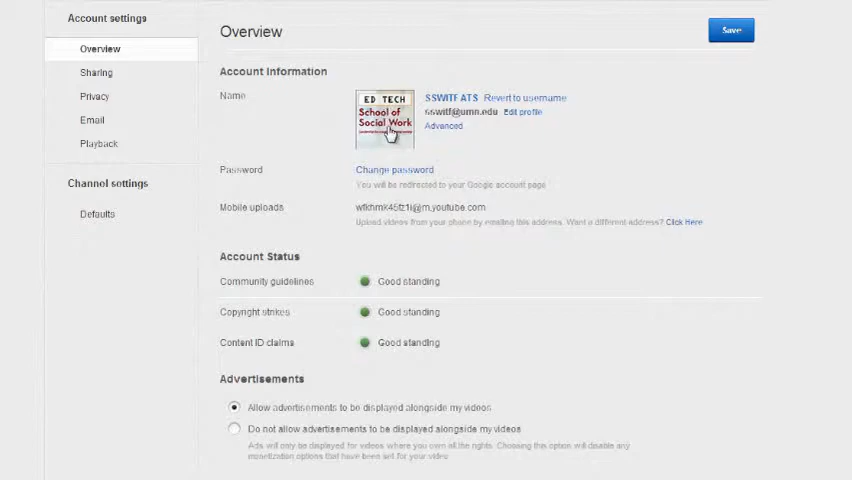 Account settings
Overview
Sharing
Privacy
Email
Playback
Channel settings
Defaults
Overview
Save
Account Information
Name
ED TECH
School of
Social Work
SSWITF ATS Revert to username
sswitf@umn.edu Edit profile
Advanced
Password
Change password
You will be redirected to your Google account page
Mobile uploads
Upload videos from your phone by emailing this address. Want a different address? Click Here
Account Status
Community guidelines
Good standing
Copyright strikes
Good standing
Content ID claims
Good standing
Advertisements
Allow advertisements to be displayed alongside my videos
Do not allow advertisements to be displayed alongside my videos
Ads will only be displayed for videos where you own all the rights. Choosing this option will disable any
monetization options that have been set for your video.